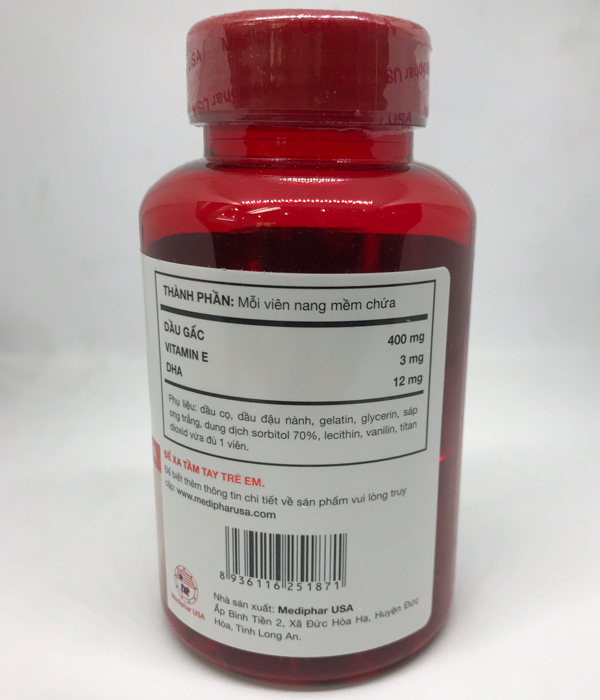 THÀNH PHẦN: Mỗi viên nang mềm chứa
DẦU GẤC 400 mg
VITAMIN E 3 mg
DHA 12 mg
Phụ liệu: dầu cọ, dầu đậu nành, gelatin, glycerin, sáp
ong trắng, dung dịch sorbitol 70%, lecithin, vanilin, titan
dioxid vừa đủ 1 viên.
ĐỂ XA TẦM TAY TRẺ EM.
Để biết thêm thông tin chi tiết về sản phẩm vui lòng truy
cập: www.medipharusa.com
8 936116 251871
Medìphar USA
Nhà sản xuất: Mediphar USA
Ấp Bình Tiền 2, Xã Đức Hòa Hạ, Huyện Đức
Hòa, Tỉnh Long An.